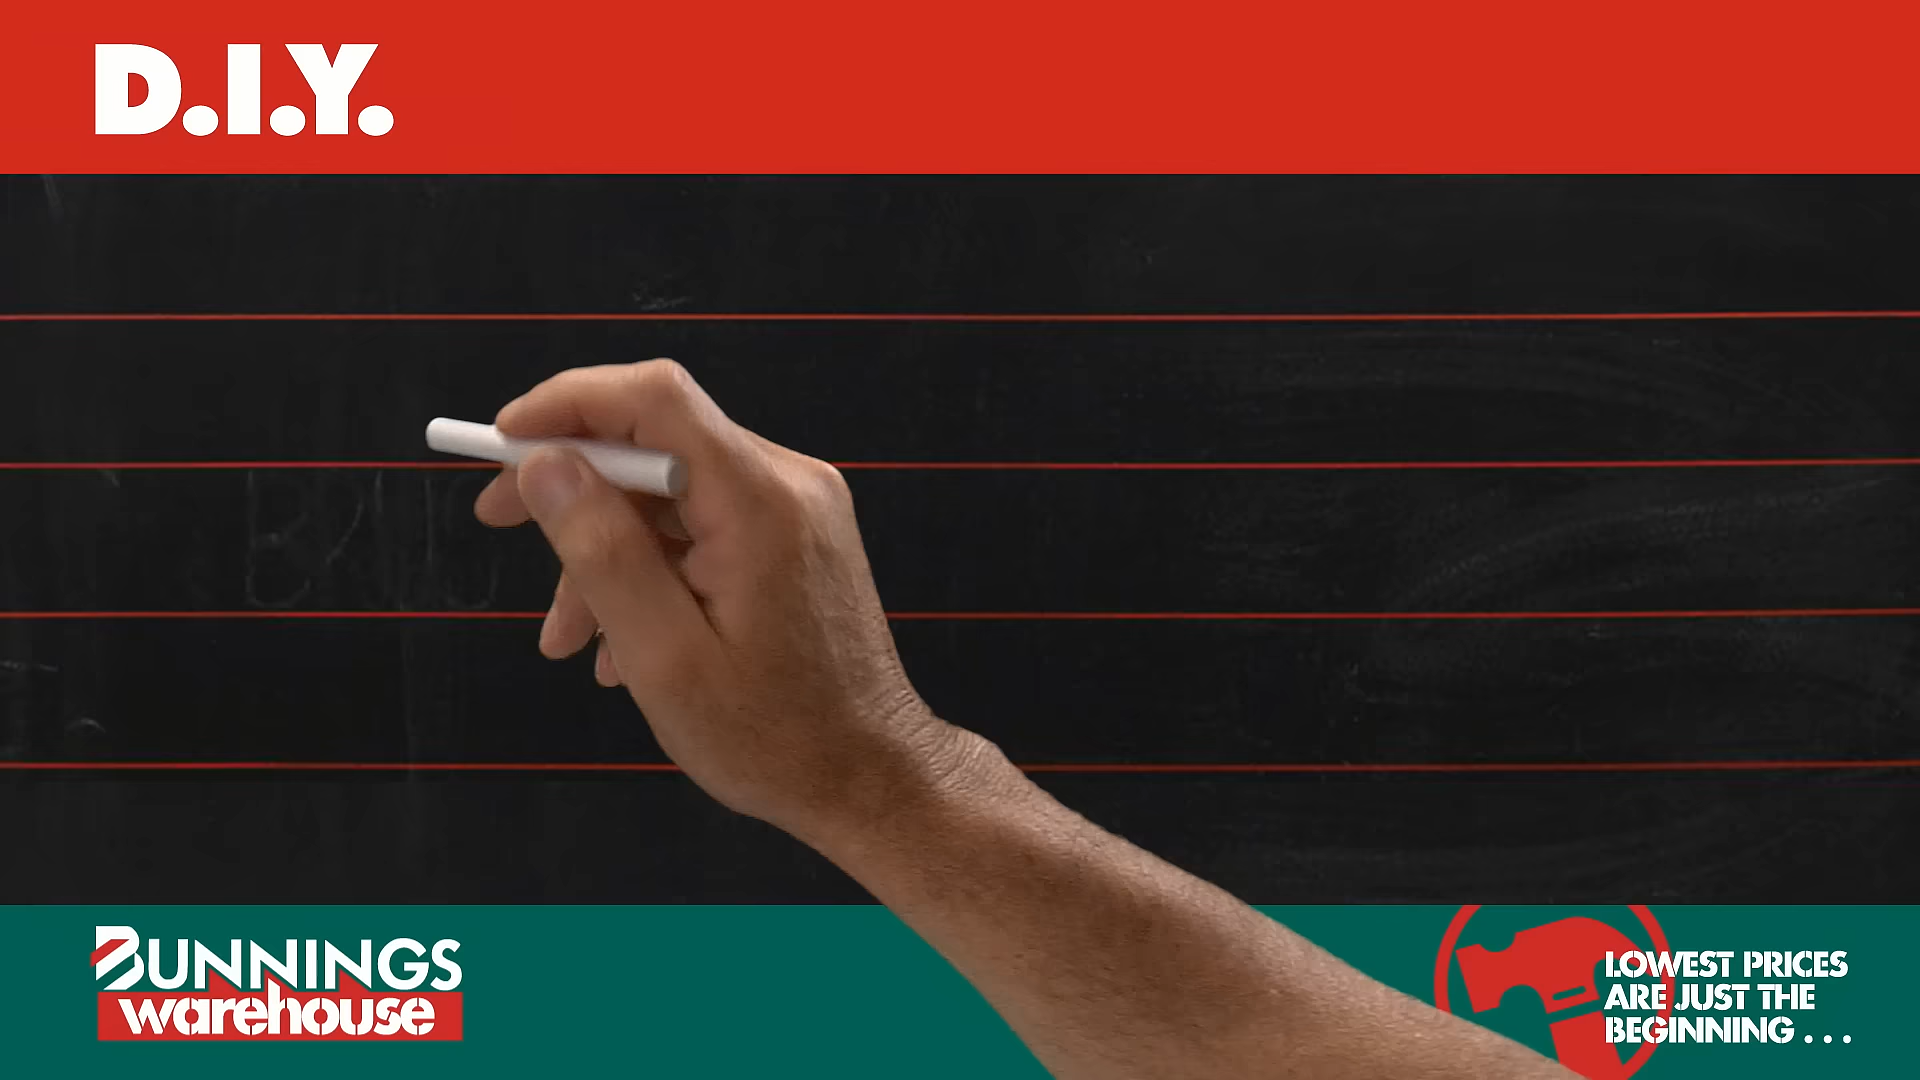 D.I.Y.
BUNNINGS
warehouse
LOWEST PRICES
ARE JUST THE
BEGINNING...